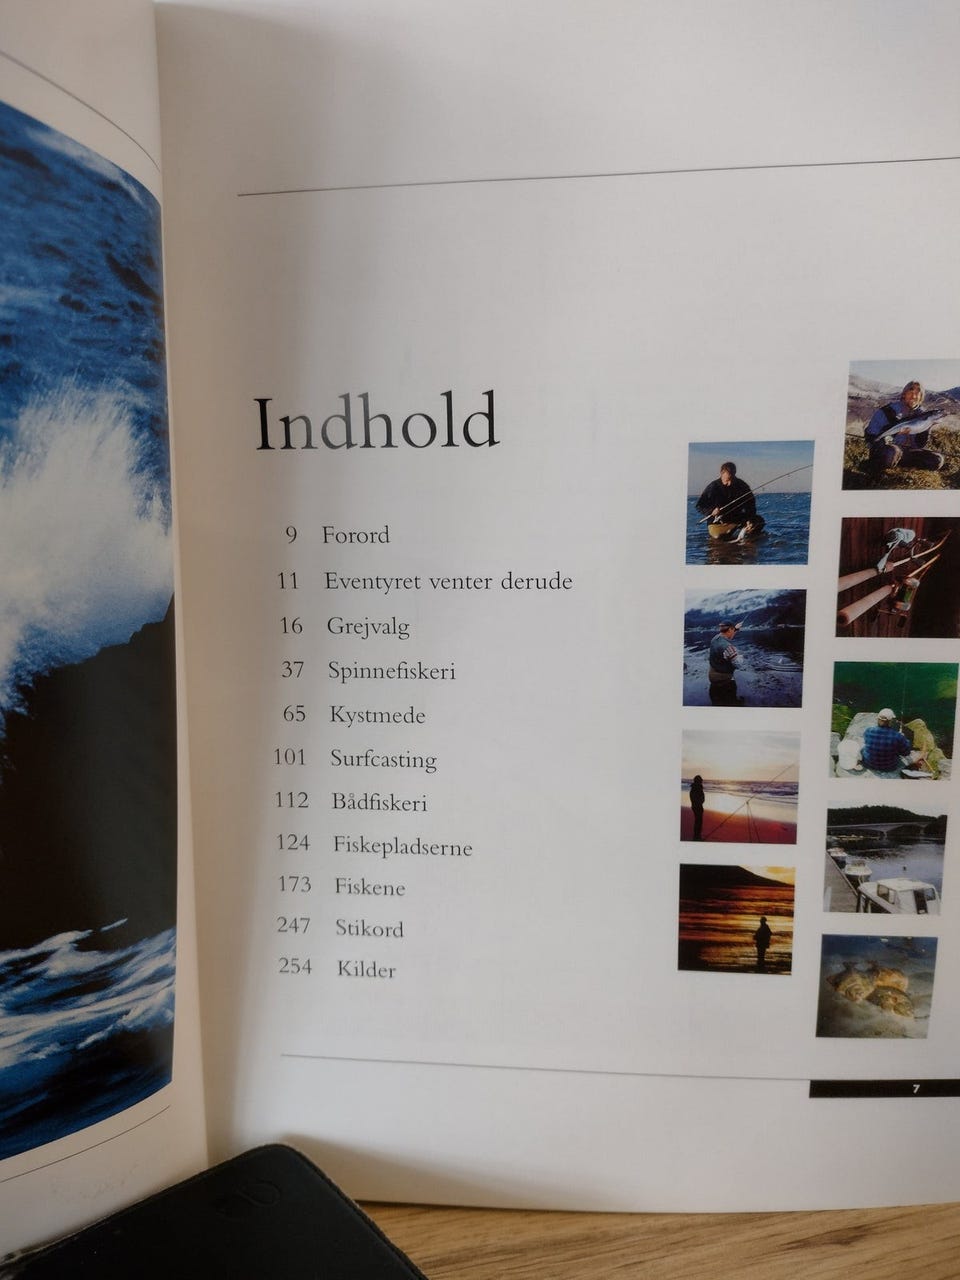 Indhold
9 Forord
11 Eventyret venter derude
16 Grejvalg
37 Spinnefiskeri
65 Kystmede
101 Surfcasting
112 Bådfiskeri
124 Fiskepladserne
173 Fiskene
247 Stikord
254 Kilder
7